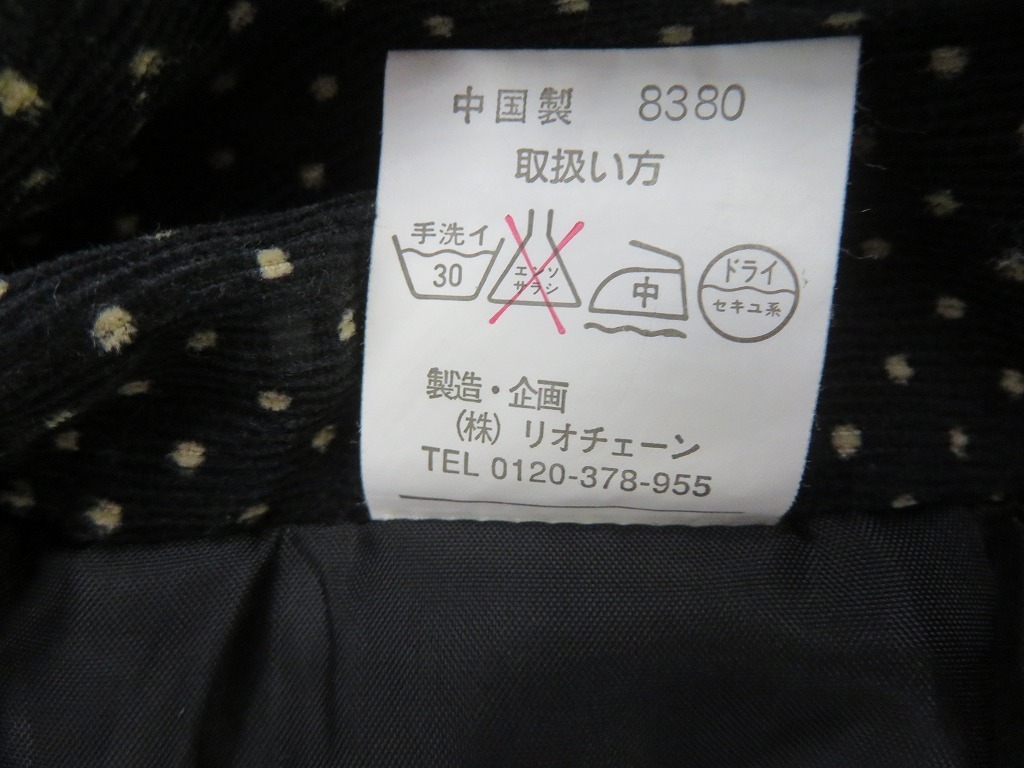 中国製 8380
取扱い方
手洗イ
30
エンソ
サラシ
中
ドライ
セキユ系
製造・企画
(株) リオチェーン
TEL 0120-378-955